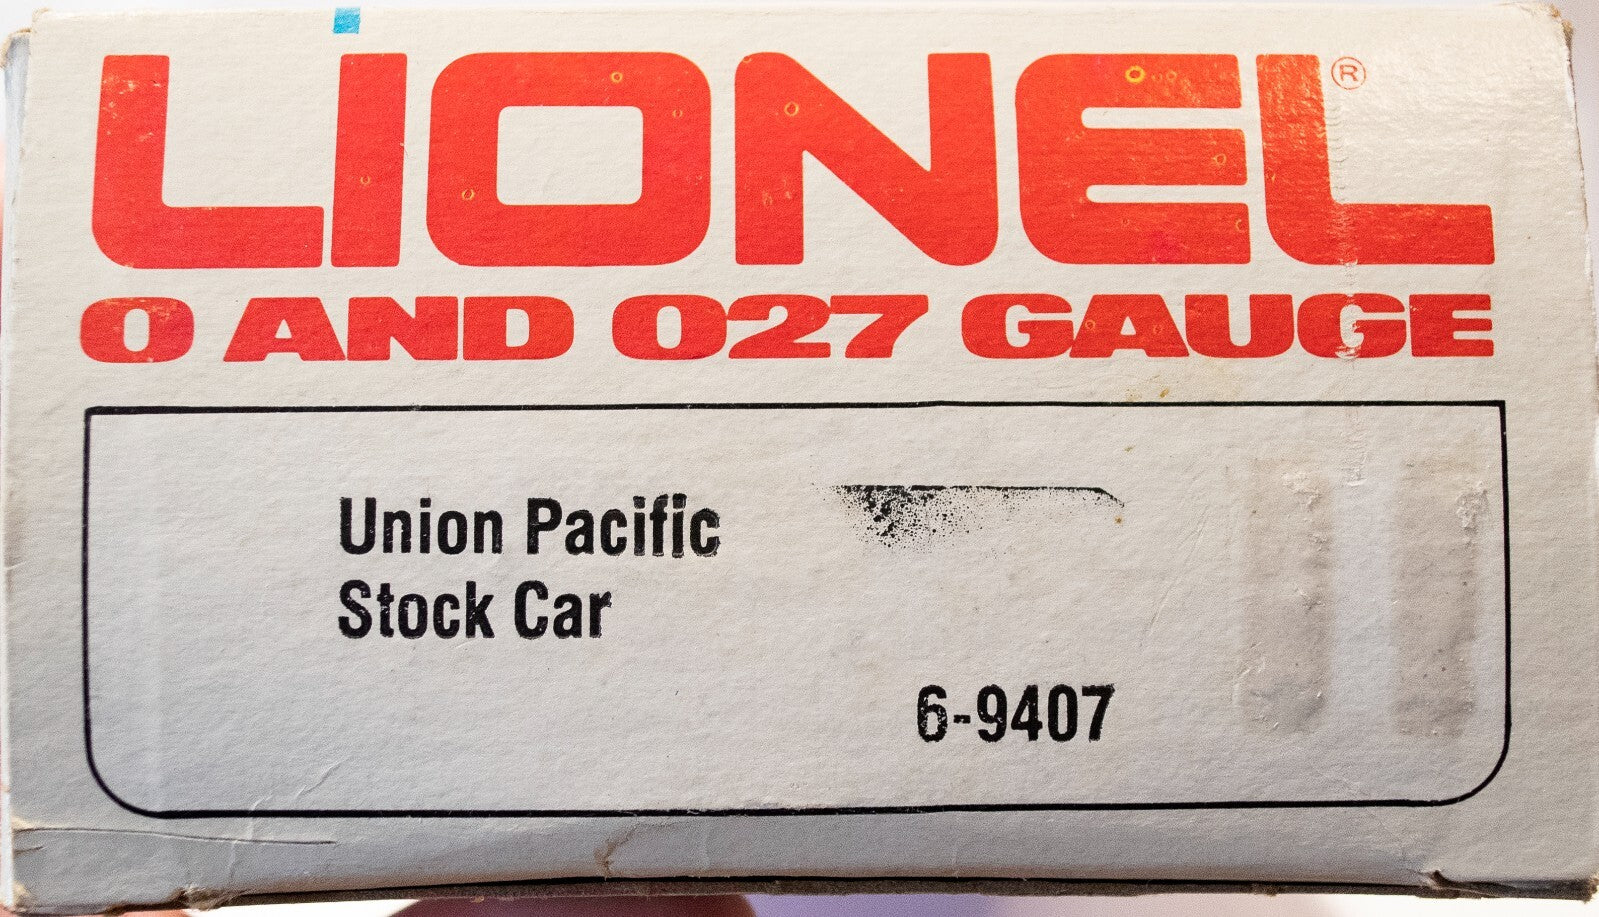 LIONEL®
O AND O27 GAUGE
Union Pacific
Stock Car
6-9407